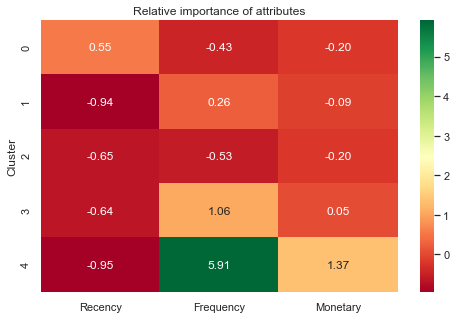 Relative importance of attributes
Cluster
0 0.55 -0.43 -0.20
1 -0.94 0.26 -0.09
2 -0.65 -0.53 -0.20
3 -0.64 1.06 0.05
4 -0.95 5.91 1.37
Recency Frequency Monetary
5
4
3
2
1
0